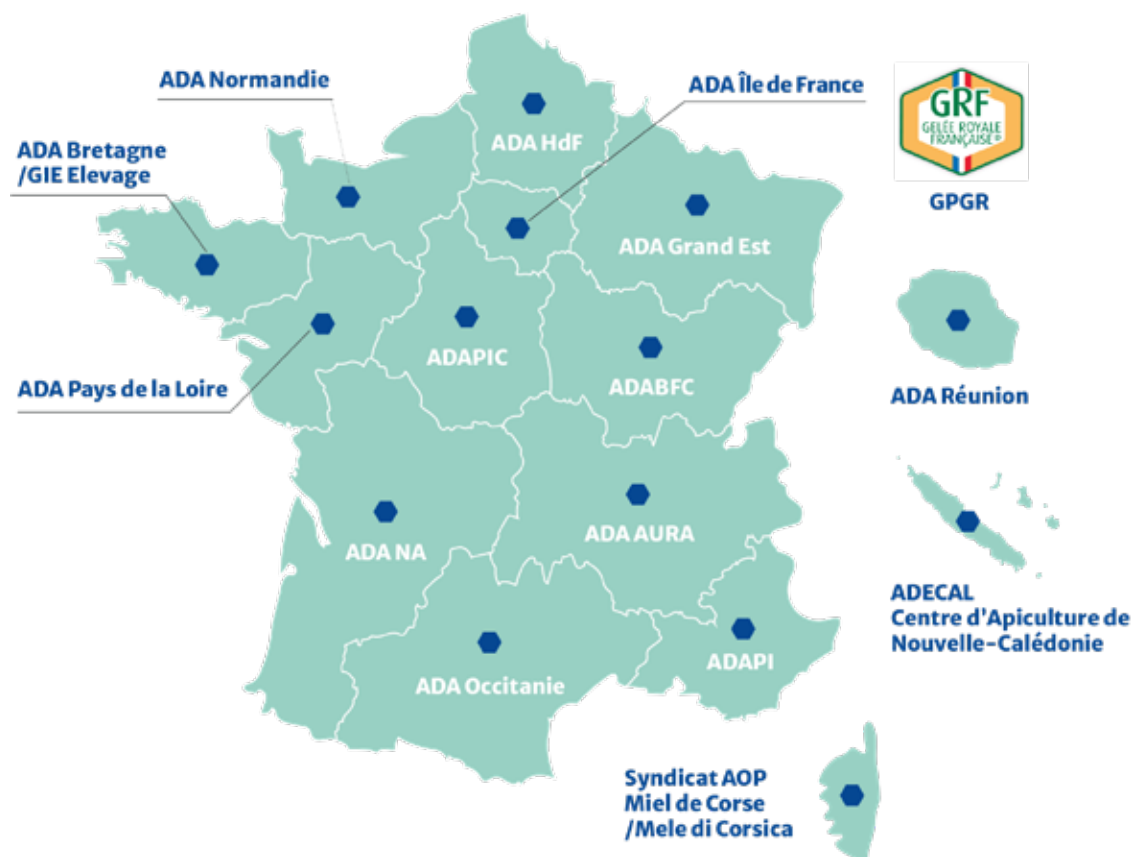 ADA Normandie
ADA Île de France
ADA Bretagne
/GIE Elevage
ADA HdF
GRF
GELÉE ROYALE
FRANÇAISE®
GPGR
ADA Grand Est
ADAPIC
ADABFC
ADA Pays de la Loire
ADA Réunion
ADA NA
ADA AURA
ADECAL
Centre d'Apiculture de
Nouvelle-Calédonie
ADAPI
ADA Occitanie
Syndicat AOP
Miel de Corse
/Mele di Corsica